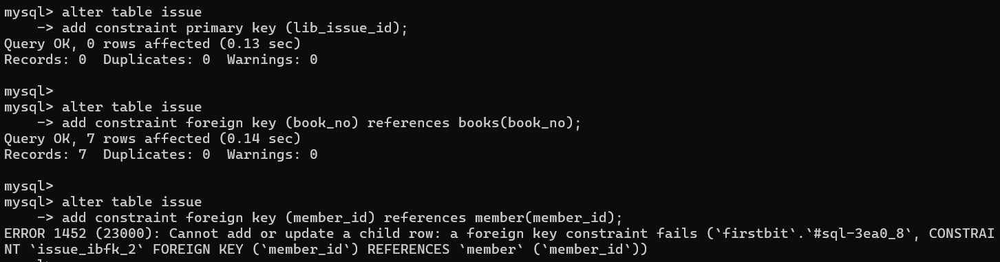 mysql> alter table issue
    -> add constraint primary key (lib_issue_id);
Query OK, 0 rows affected (0.13 sec)
Records: 0  Duplicates: 0  Warnings: 0
mysql>
mysql> alter table issue
    -> add constraint foreign key (book_no) references books(book_no);
Query OK, 7 rows affected (0.14 sec)
Records: 7  Duplicates: 0  Warnings: 0
mysql>
mysql> alter table issue
    -> add constraint foreign key (member_id) references member(member_id);
ERROR 1452 (23000): Cannot add or update a child row: a foreign key constraint fails (`firstbit`.`#sql-3ea0_8`, CONSTRAI
NT `issue_ibfk_2` FOREIGN KEY (`member_id`) REFERENCES `member` (`member_id`))